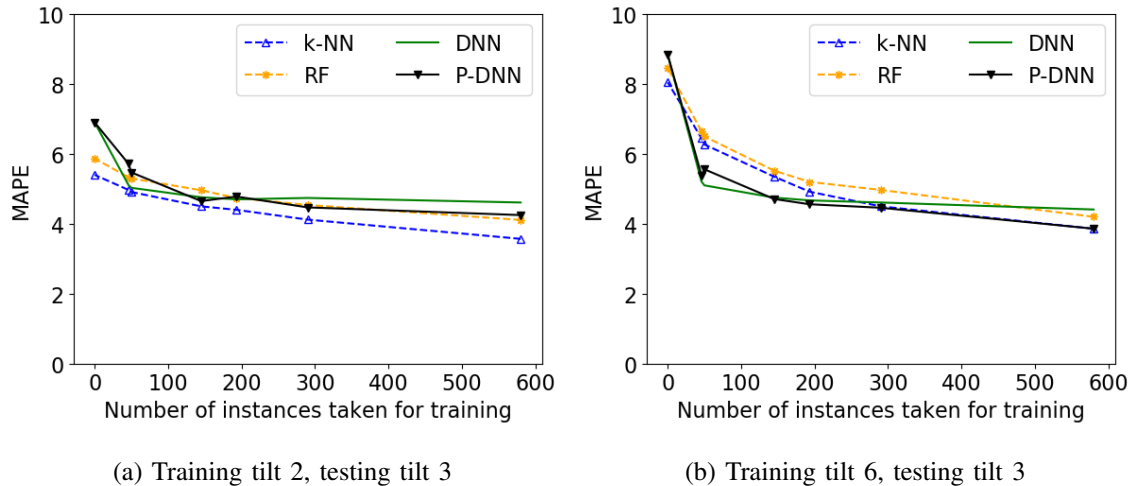 10
8
6
4
2
0
MAPE
k-NN
RF
DNN
P-DNN
0 100 200 300 400 500 600
Number of instances taken for training
(a) Training tilt 2, testing tilt 3
10
8
6
4
2
0
MAPE
k-NN
RF
DNN
P-DNN
0 100 200 300 400 500 600
Number of instances taken for training
(b) Training tilt 6, testing tilt 3